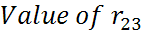 Value of r₂₃